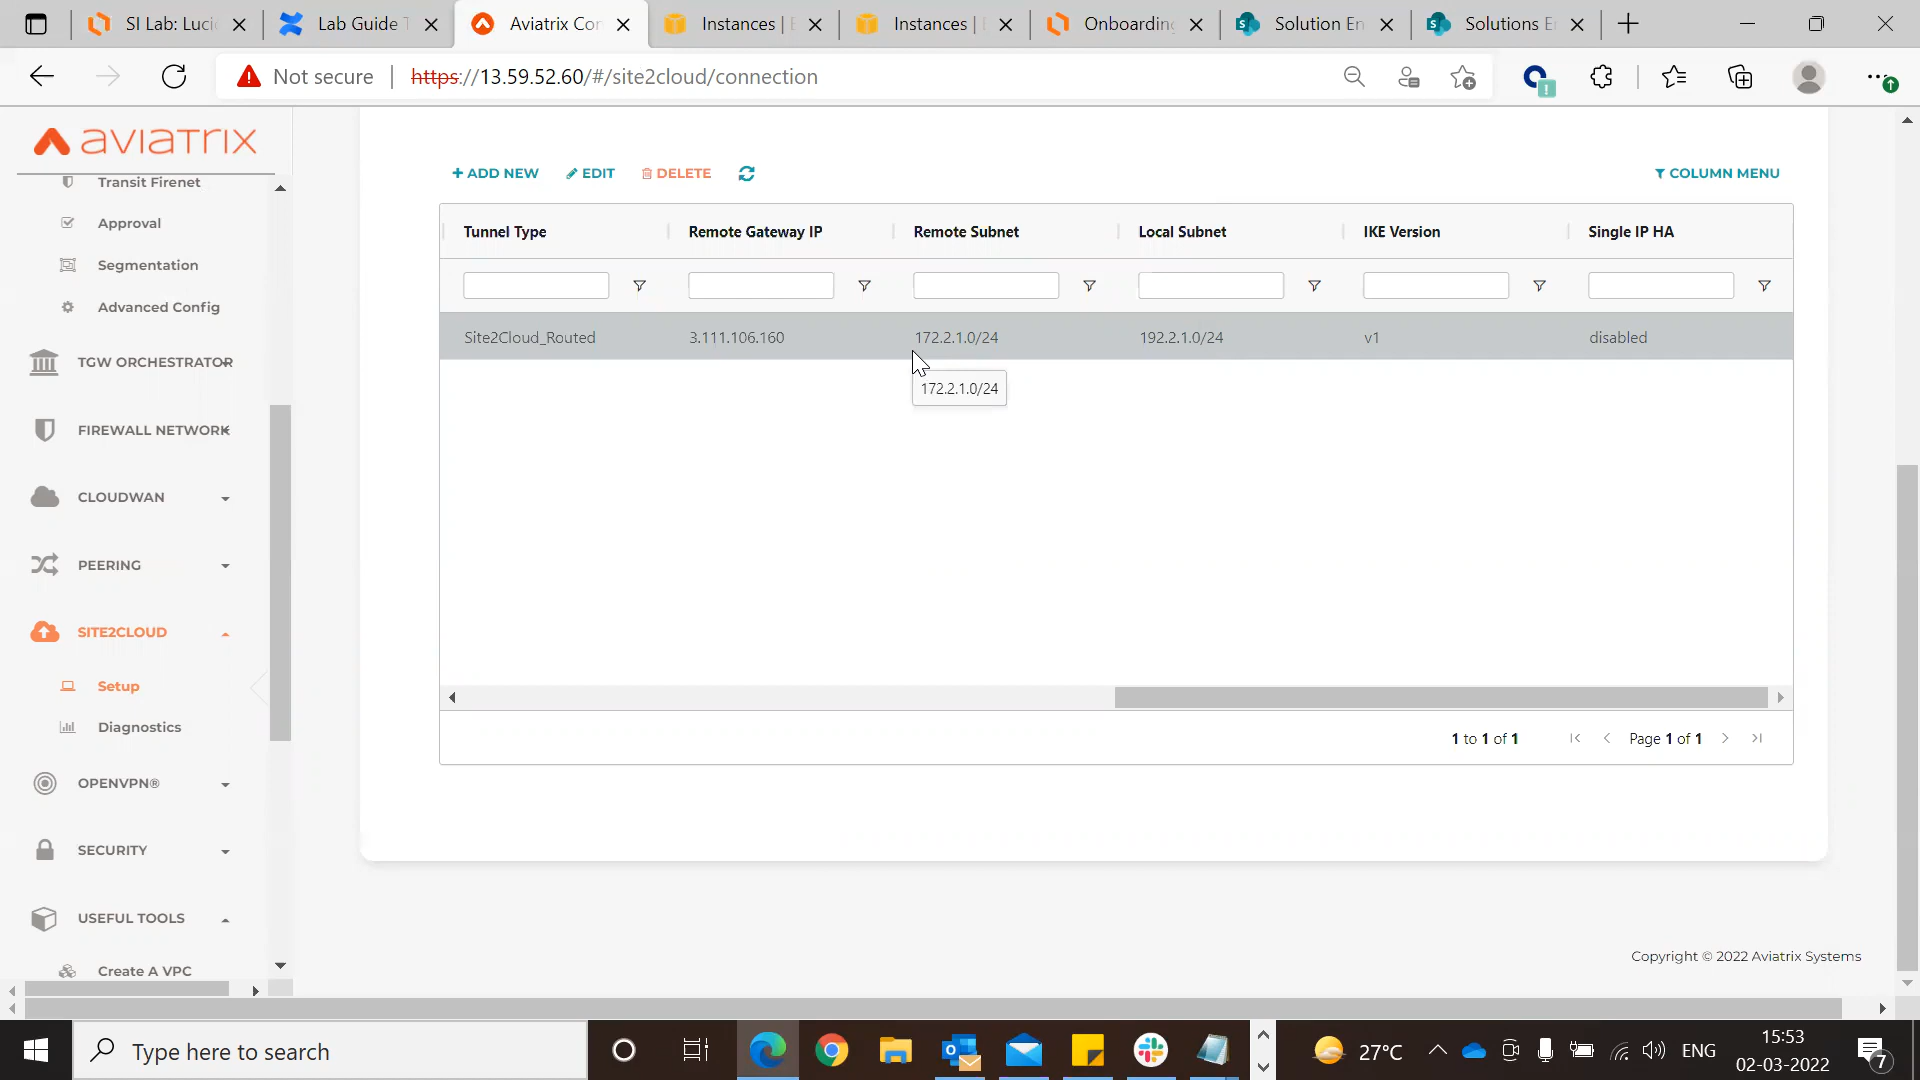 SI Lab: Luci
Lab Guide T
Aviatrix Con
Instances | E
Instances | E
Onboarding
Solution En
Solutions E
Not secure
https://13.59.52.60/#/site2cloud/connection
aviatrix
Transit Firenet
Approval
Segmentation
Advanced Config
TGW ORCHESTRATOR
FIREWALL NETWORK
CLOUDWAN
PEERING
SITE2CLOUD
Setup
Diagnostics
OPENVPN®
SECURITY
USEFUL TOOLS
Create A VPC
+ ADD NEW
EDIT
DELETE
COLUMN MENU
Tunnel Type Remote Gateway IP Remote Subnet Local Subnet IKE Version Single IP HA
Site2Cloud_Routed 3.111.106.160 172.2.1.0/24 192.2.1.0/24 v1 disabled
172.2.1.0/24
1 to 1 of 1
Page 1 of 1
Copyright © 2022 Aviatrix Systems
Type here to search
27°C
ENG
15:53
02-03-2022
7